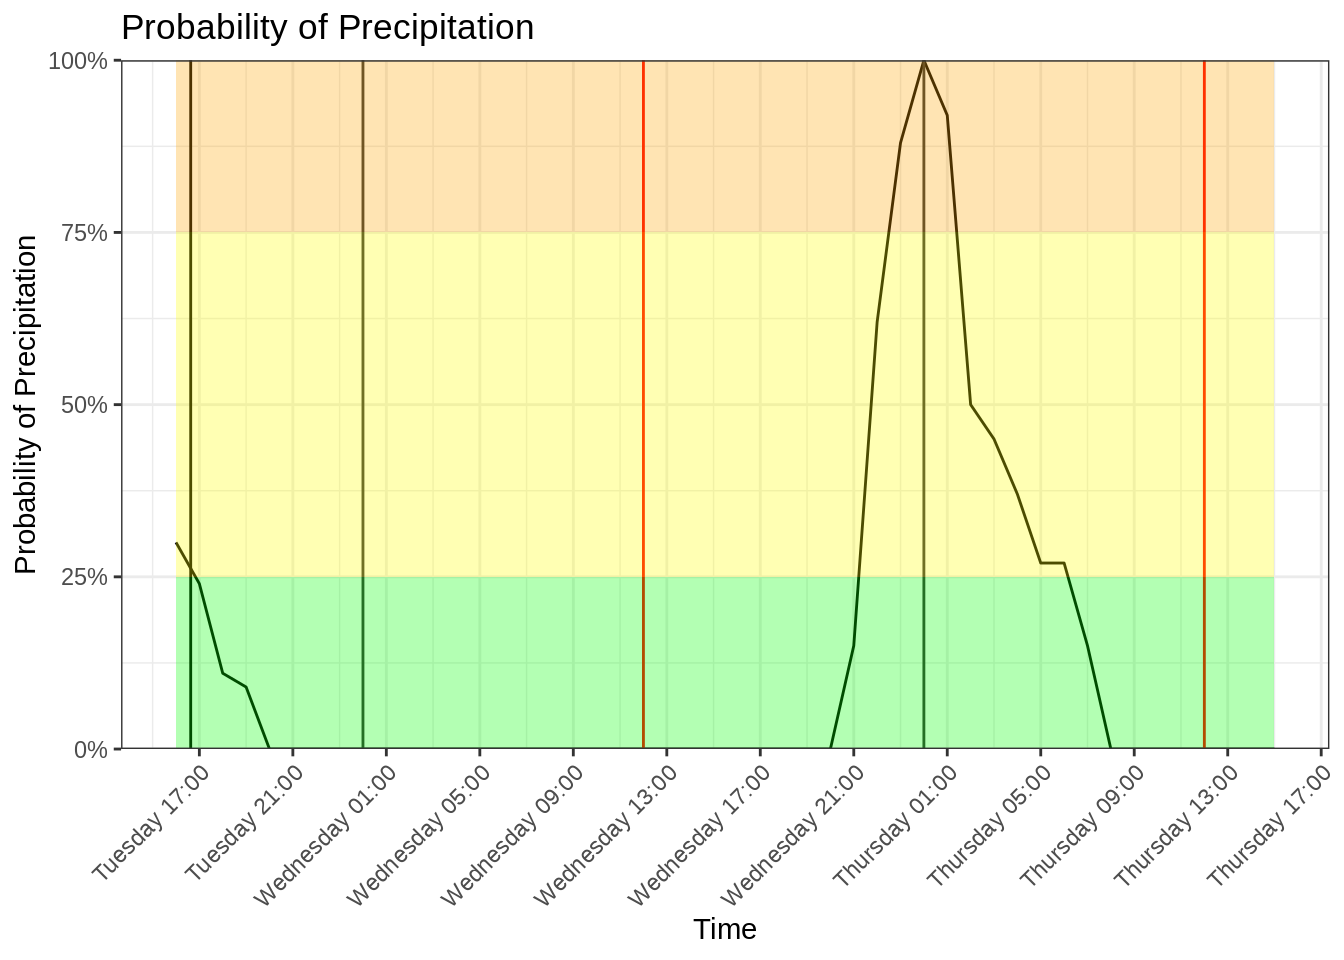 Probability of Precipitation
Probability of Precipitation
100%
75%
50%
25%
0%
Tuesday 17:00
Tuesday 21:00
Wednesday 01:00
Wednesday 05:00
Wednesday 09:00
Wednesday 13:00
Wednesday 17:00
Wednesday 21:00
Thursday 01:00
Thursday 05:00
Thursday 09:00
Thursday 13:00
Thursday 17:00
Time